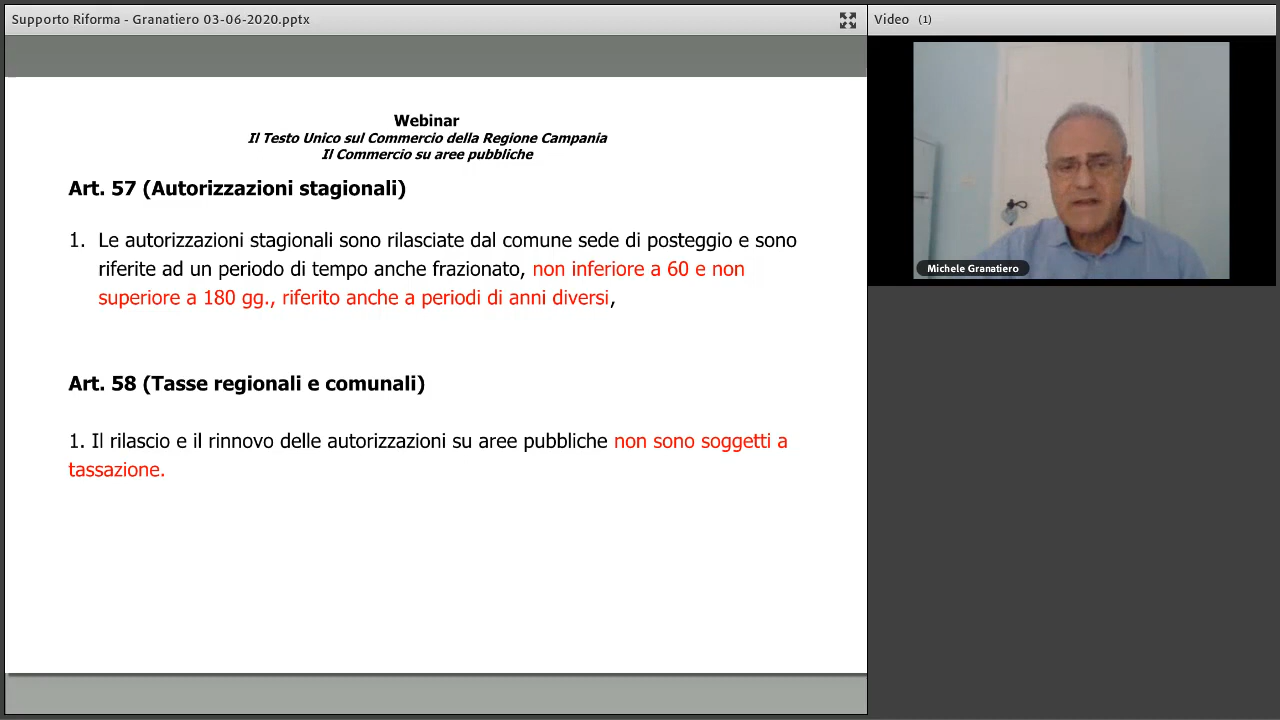 Supporto Riforma - Granatiero 03-06-2020.pptx
Video (1)
Webinar
Il Testo Unico sul Commercio della Regione Campania
Il Commercio su aree pubbliche
Art. 57 (Autorizzazioni stagionali)
1. Le autorizzazioni stagionali sono rilasciate dal comune sede di posteggio e sono
riferite ad un periodo di tempo anche frazionato, non inferiore a 60 e non
superiore a 180 gg., riferito anche a periodi di anni diversi,
Art. 58 (Tasse regionali e comunali)
1. Il rilascio e il rinnovo delle autorizzazioni su aree pubbliche non sono soggetti a
tassazione.
Michele Granatiero